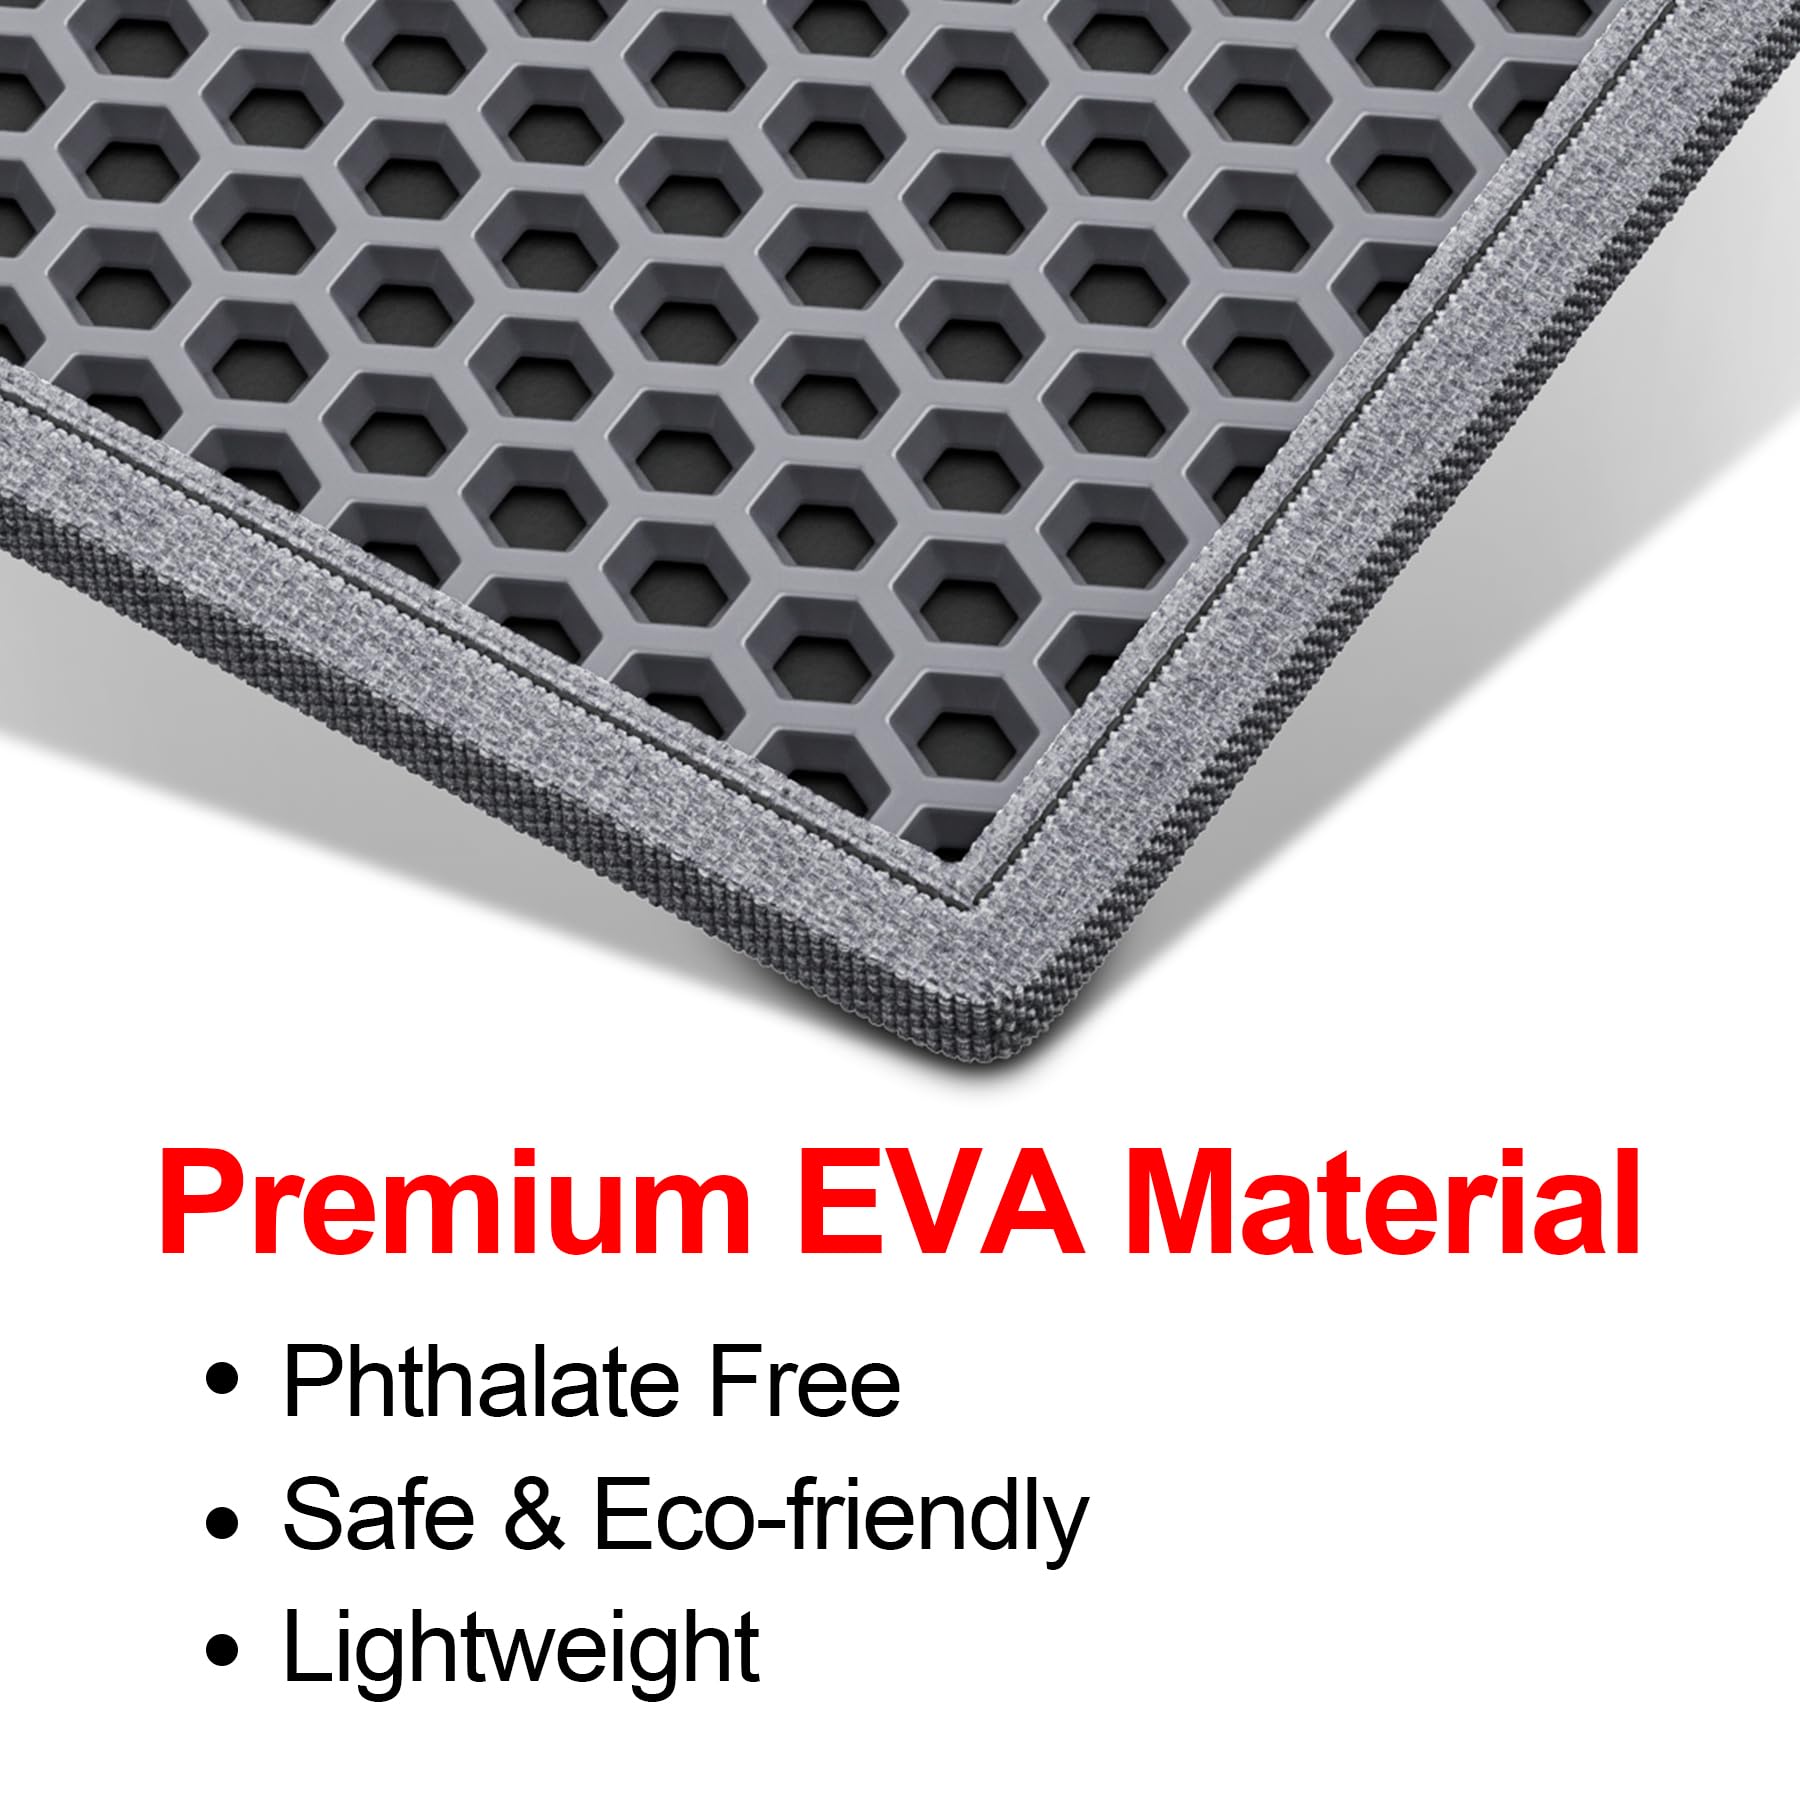 Premium EVA Material
• Phthalate Free
• Safe & Eco-friendly
• Lightweight